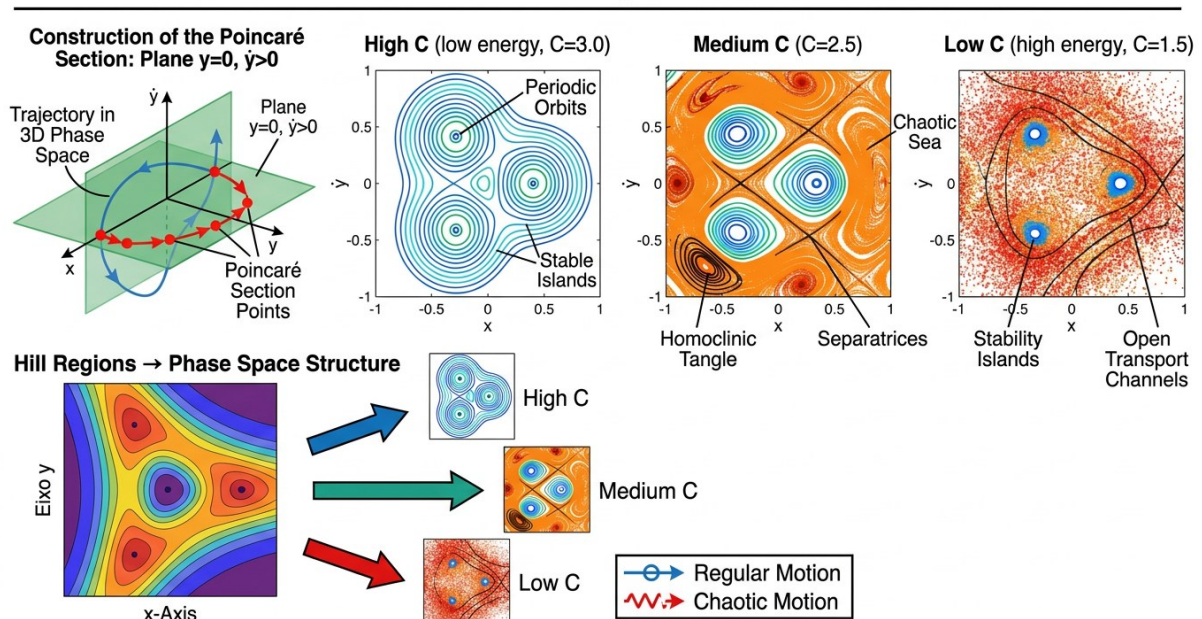 Construction of the Poincaré
Section: Plane y=0, ẏ>0
Trajectory in
3D Phase
Space
ẏ
Plane
y=0, ẏ>0
x
y
Poincaré
Section
Points
High C (low energy, C=3.0)
1
0.5
0
-0.5
-1
ẏ
Periodic
Orbits
Stable
Islands
-1
-0.5
0
0.5
1
x
Medium C (C=2.5)
1
0.5
0
-0.5
-1
ẏ
Chaotic
Sea
-1
-0.5
0
0.5
1
x
Homoclinic
Tangle
Separatrices
Low C (high energy, C=1.5)
1
0.5
0
-0.5
-1
ẏ
-1
-0.5
0
0.5
1
x
Stability
Islands
Open
Transport
Channels
Hill Regions → Phase Space Structure
Eixo y
x-Axis
High C
Medium C
Low C
Regular Motion
Chaotic Motion